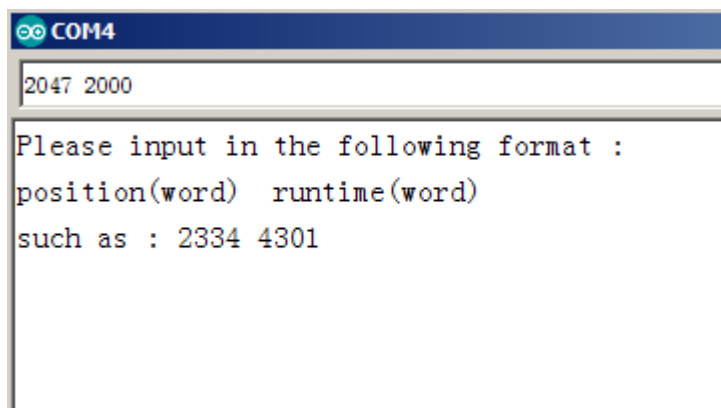 COM4
2047 2000
Please input in the following format :
position(word)  runtime(word)
such as : 2334 4301